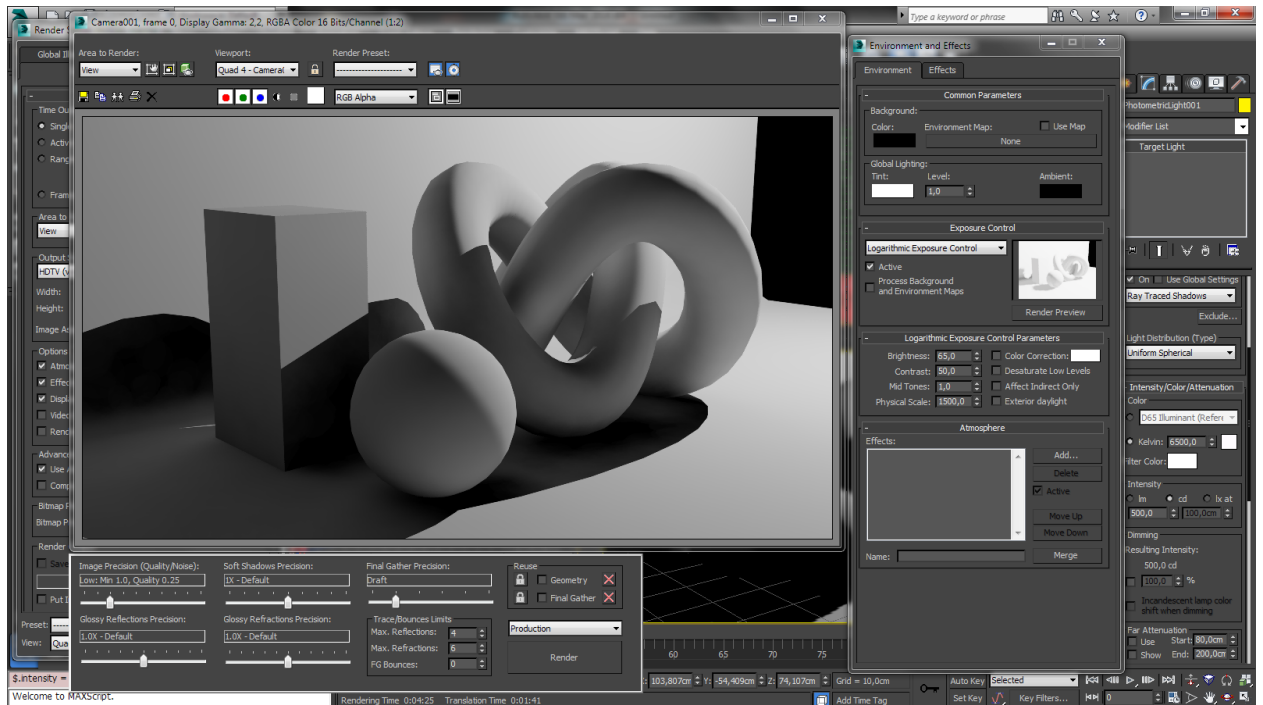 Type a keyword or phrase
Render
Camera001, frame 0, Display Gamma: 2,2, RGBA Color 16 Bits/Channel (1:2)
Area to Render:
View
Viewport:
Quad 4 - Camera(
Render Preset:
--------------------
RGB Alpha
Global Ill
Time Ou
Single
Activ
Rang
Fram
Area to
View
Output
HDTV (v
Width:
Height:
Image As
Options
Atmo
Effec
Displa
Video
Rend
Advanc
Use A
Comp
Bitmap P
Bitmap P
Render
Save
Put I
Preset:
View: Qua
Image Precision (Quality/Noise):
Low: Min 1.0, Quality 0.25
Soft Shadows Precision:
1X - Default
Final Gather Precision:
Draft
Glossy Reflections Precision:
1.0X - Default
Glossy Refractions Precision:
1.0X - Default
Trace/Bounces Limits
Max. Reflections: 4
Max. Refractions: 6
FG Bounces: 0
Reuse
Geometry
Final Gather
Production
Render
Environment and Effects
Environment Effects
Common Parameters
Background:
Color: Environment Map: Use Map
None
Global Lighting:
Tint: Level: Ambient:
1,0
Exposure Control
Logarithmic Exposure Control
Active
Process Background
and Environment Maps
Render Preview
Logarithmic Exposure Control Parameters
Brightness: 65,0 Color Correction:
Contrast: 50,0 Desaturate Low Levels
Mid Tones: 1,0 Affect Indirect Only
Physical Scale: 1500,0 Exterior daylight
Atmosphere
Effects:
Add...
Delete
Active
Move Up
Move Down
Name: Merge
PhotometricLight001
Modifier List
Target Light
On Use Global Settings
Ray Traced Shadows
Exclude...
Light Distribution (Type)
Uniform Spherical
Intensity/Color/Attenuation
Color
D65 Illuminant (Refere
Kelvin: 6500,0
Filter Color:
Intensity
lm cd lx at
500,0 100,0cm
Dimming
Resulting Intensity:
500,0 cd
100,0 %
Incandescent lamp color
shift when dimming
Far Attenuation
Use Start: 80,0cm
Show End: 200,0cm
60 65 70 75
$.intensity =
Welcome to MAXScript.
103,807cm Y: -54,409cm Z: 74,107cm Grid = 10,0cm
Auto Key Selected
Set Key Key Filters... 0
Rendering Time 0:04:25 Translation Time 0:01:41
Add Time Tag